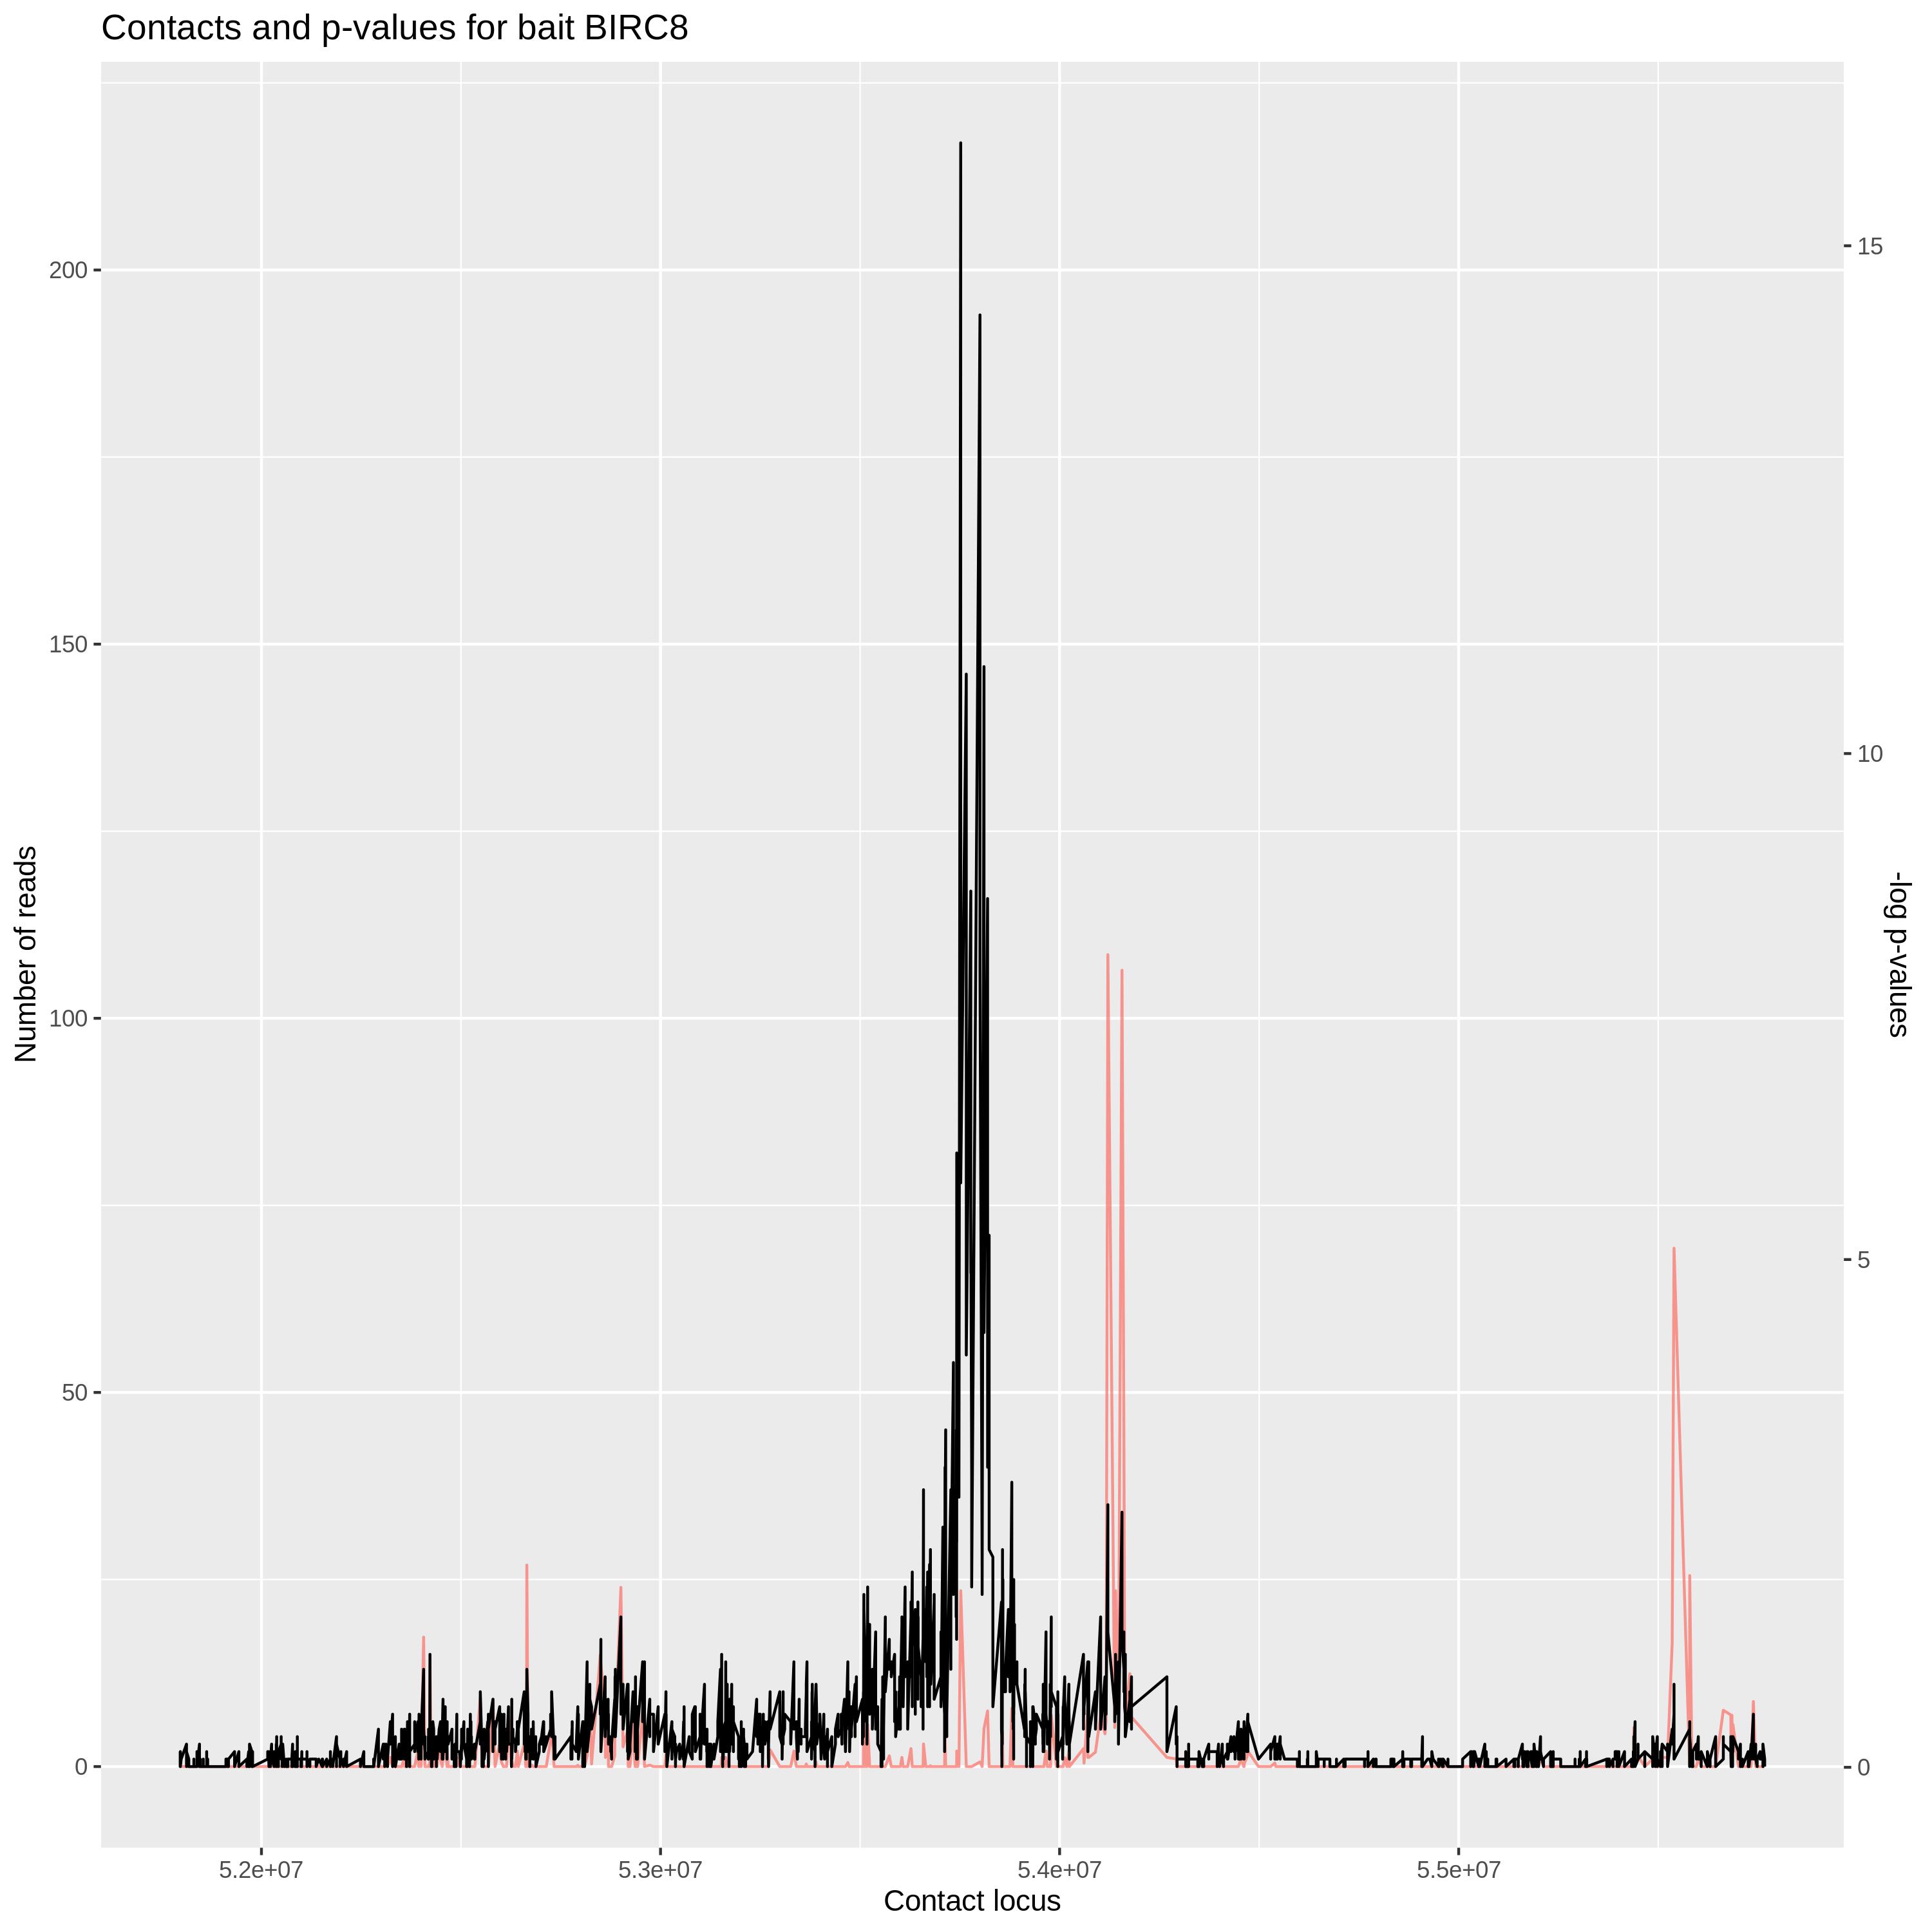 Contacts and p-values for bait BIRC8
200
150
100
50
0
15
10
5
0
Number of reads
-log p-values
5.2e+07
5.3e+07
5.4e+07
5.5e+07
Contact locus